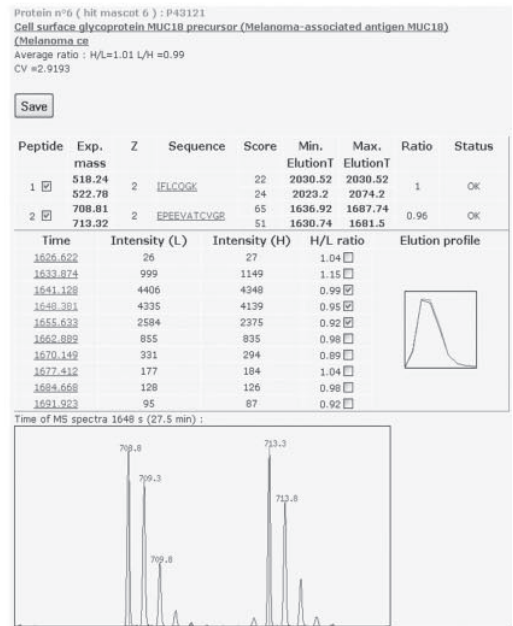 Protein nº6 ( hit mascot 6 ) : P43121
Cell surface glycoprotein MUC18 precursor (Melanoma-associated antigen MUC18)
(Melanoma ce
Average ratio : H/L=1.01 L/H =0.99
CV =2.9193
Save
Peptide Exp. mass Z Sequence Score Min. ElutionT Max. ElutionT Ratio Status
1 518.24 522.78 2 IFLCQGK 22 24 2030.52 2023.2 2030.52 2074.2 1 OK
2 708.81 713.32 2 EPEEVATCVGR 65 51 1636.92 1630.74 1687.74 1681.5 0.96 OK
Time Intensity (L) Intensity (H) H/L ratio Elution profile
1626.622 26 27 1.04
1633.874 999 1149 1.15
1641.128 4406 4348 0.99
1648.381 4335 4139 0.95
1655.633 2584 2375 0.92
1662.889 855 835 0.98
1670.149 331 294 0.89
1677.412 177 184 1.04
1684.668 128 126 0.98
1691.923 95 87 0.92
Time of MS spectra 1648 s (27.5 min) :
708.8
709.3
709.8
713.3
713.8